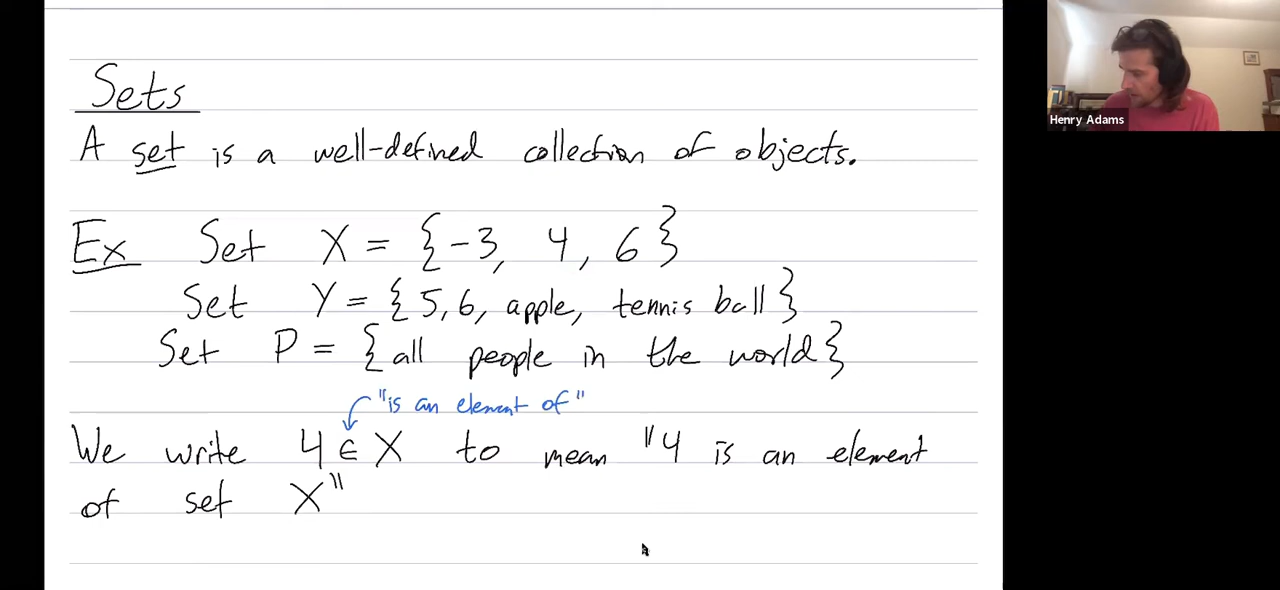 Sets
A set is a well-defined collection of objects.
Ex Set X = {-3, 4, 6}
Set Y = {5, 6, apple, tennis ball}
Set P = {all people in the world}
"is an element of"
We write 4 ∈ X to mean "4 is an element
of set X"
Henry Adams